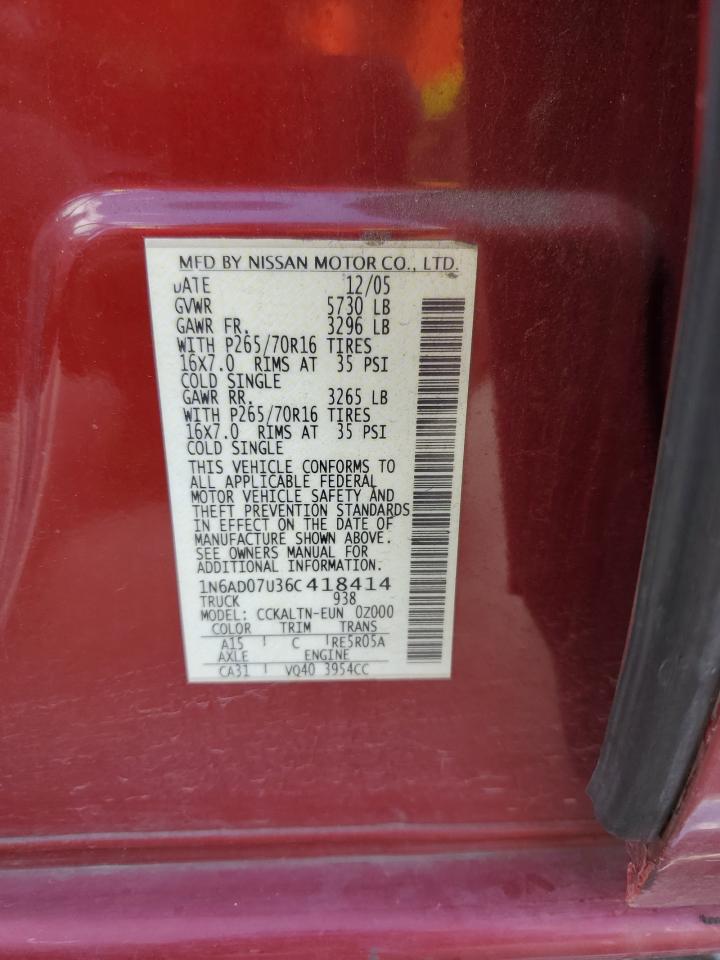 MFD BY NISSAN MOTOR CO., LTD.
DATE 12/05
GVWR 5730 LB
GAWR FR. 3296 LB
WITH P265/70R16 TIRES
16X7.0 RIMS AT 35 PSI
COLD SINGLE
GAWR RR. 3265 LB
WITH P265/70R16 TIRES
16X7.0 RIMS AT 35 PSI
COLD SINGLE
THIS VEHICLE CONFORMS TO
ALL APPLICABLE FEDERAL
MOTOR VEHICLE SAFETY AND
THEFT PREVENTION STANDARDS
IN EFFECT ON THE DATE OF
MANUFACTURE SHOWN ABOVE.
SEE OWNERS MANUAL FOR
ADDITIONAL INFORMATION.
1N6AD07U36C418414
TRUCK 938
MODEL: CCKALTN-EUN 0Z000
COLOR TRIM TRANS
A15 C RE5R05A
AXLE ENGINE
CA31 VQ40 3954CC